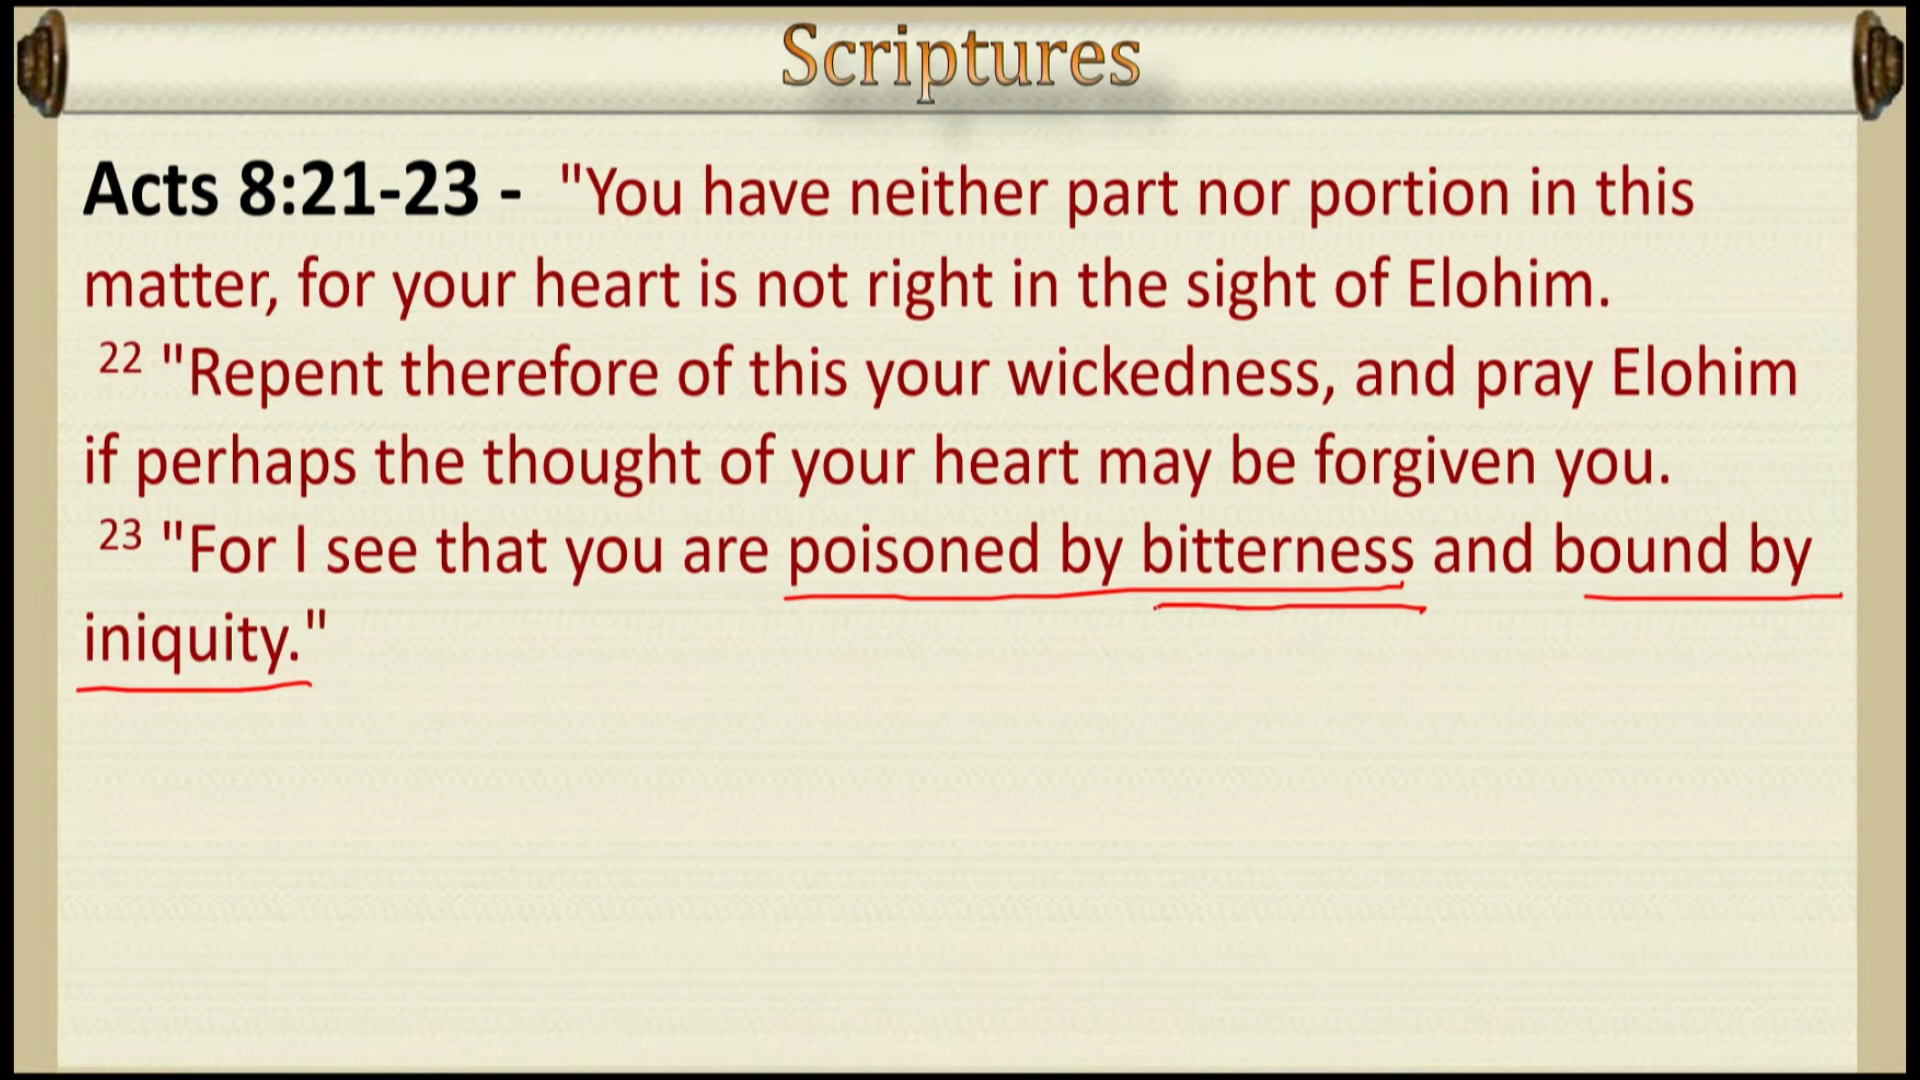 Scriptures
Acts 8:21-23 - "You have neither part nor portion in this
matter, for your heart is not right in the sight of Elohim.
22 "Repent therefore of this your wickedness, and pray Elohim
if perhaps the thought of your heart may be forgiven you.
23 "For I see that you are poisoned by bitterness and bound by
iniquity."